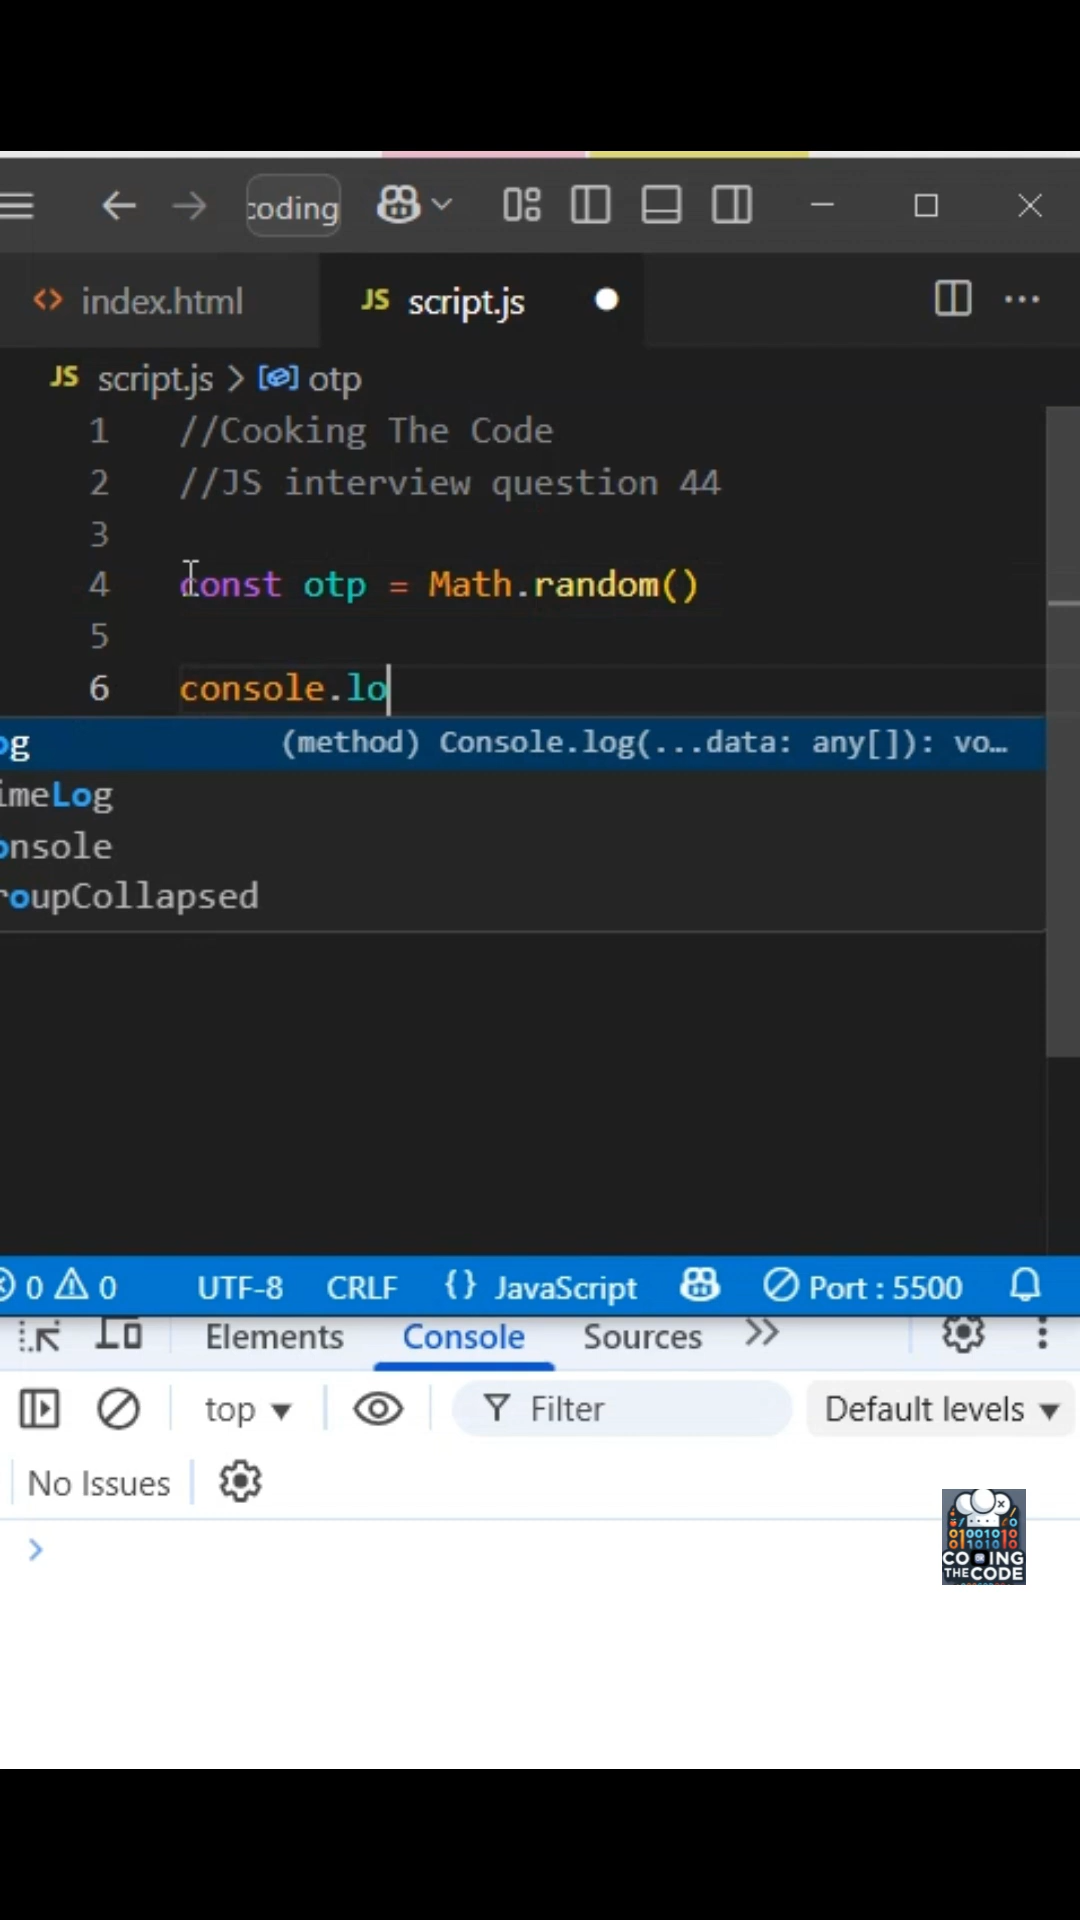 coding
index.html
JS script.js
JS script.js > otp
1 //Cooking The Code
2 //JS interview question 44
3
4 const otp = Math.random()
5
6 console.lo
og (method) Console.log(...data: any[]): vo…
imeLog
onsole
roupCollapsed
0 0 UTF-8 CRLF {} JavaScript Port : 5500
Elements Console Sources
top Filter Default levels
No Issues
CO ING
THE CODE